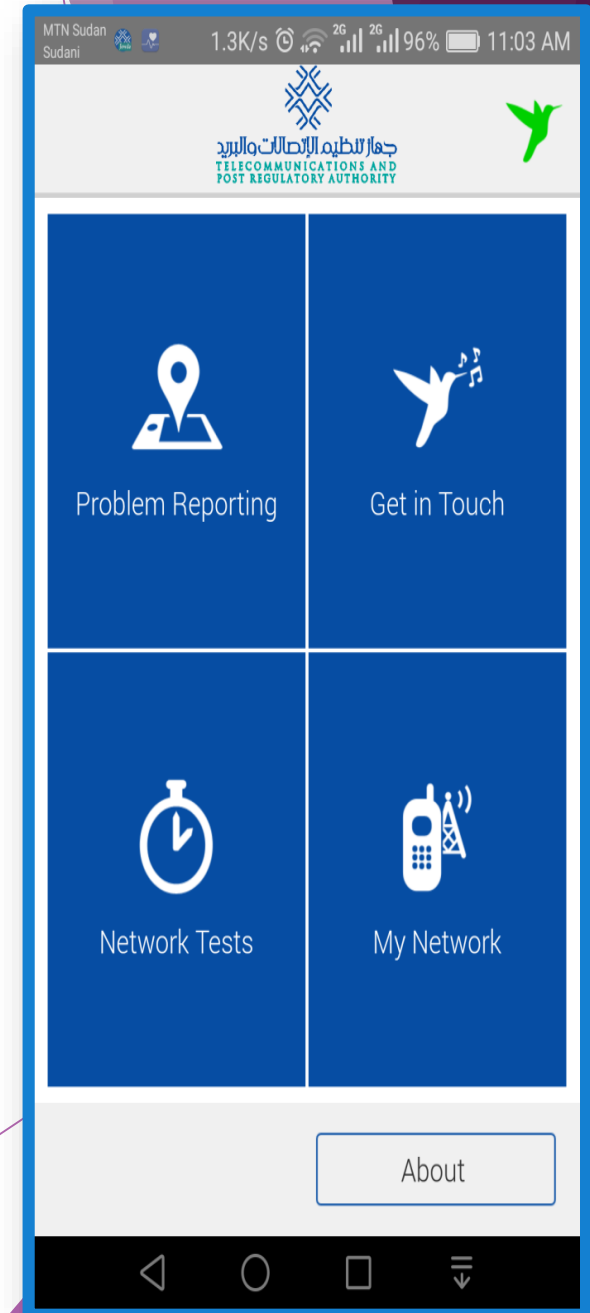 MTN Sudan
Sudani
1.3K/s 2G 2G 96% 11:03 AM
جهاز تنظيم الإتصالات والبريد
TELECOMMUNICATIONS AND
POST REGULATORY AUTHORITY
Problem Reporting
Get in Touch
Network Tests
My Network
About